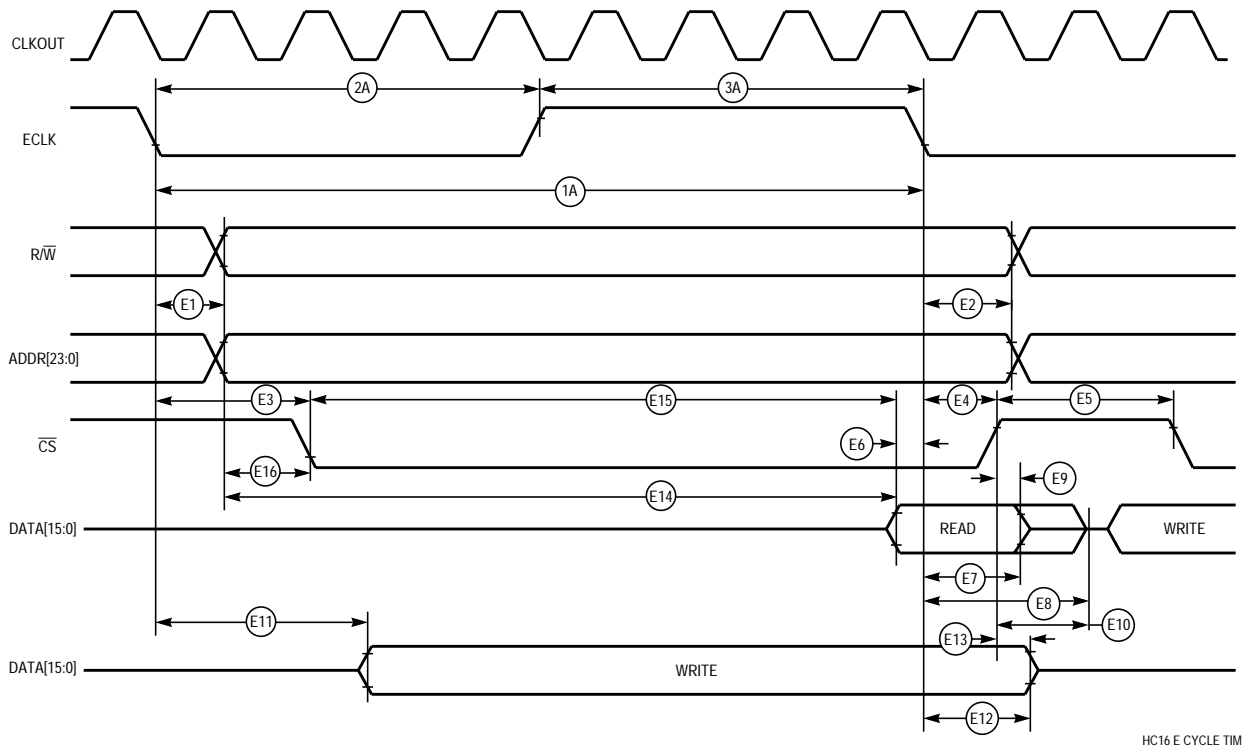 CLKOUT
2A
3A
ECLK
1A
R/W̅
E1
E2
ADDR[23:0]
E3
E15
E4
E5
C̅S̅
E6
E16
E9
E14
DATA[15:0]
READ
WRITE
E7
E8
E11
E13
E10
DATA[15:0]
WRITE
E12
HC16 E CYCLE TIM